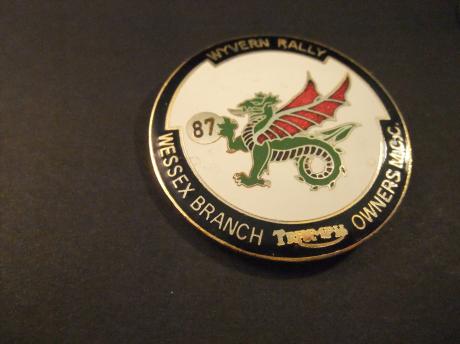 WYVERN RALLY
87
WESSEX BRANCH TRIUMPH OWNERS M.C.C.